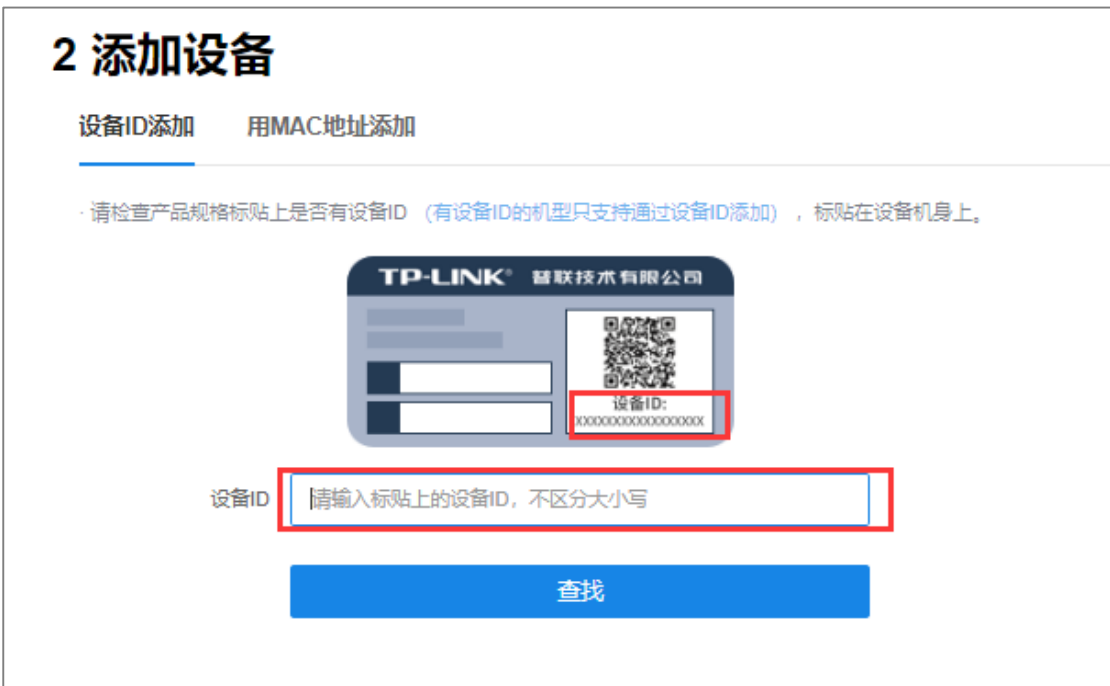 2 添加设备
设备ID添加 用MAC地址添加
· 请检查产品规格标贴上是否有设备ID （有设备ID的机型只支持通过设备ID添加），标贴在设备机身上。
TP-LINK® 普联技术有限公司
设备ID:
XXXXXXXXXXXXXXXXX
设备ID 请输入标贴上的设备ID，不区分大小写
查找